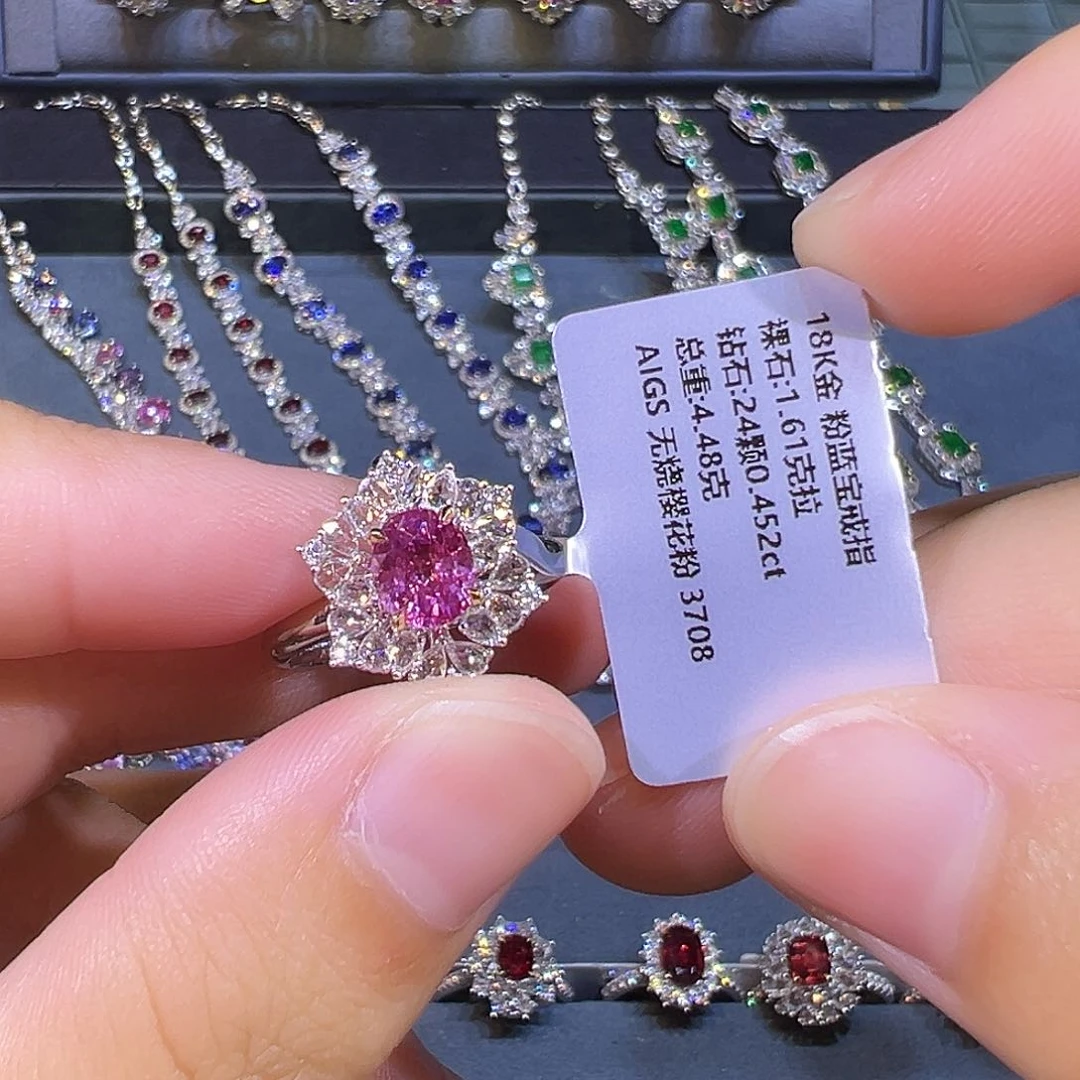 18K金 粉蓝宝戒指
裸石:1.61克拉
钻石:24颗0.452ct
总重:4.48克
AIGS 无烧樱花粉 3708